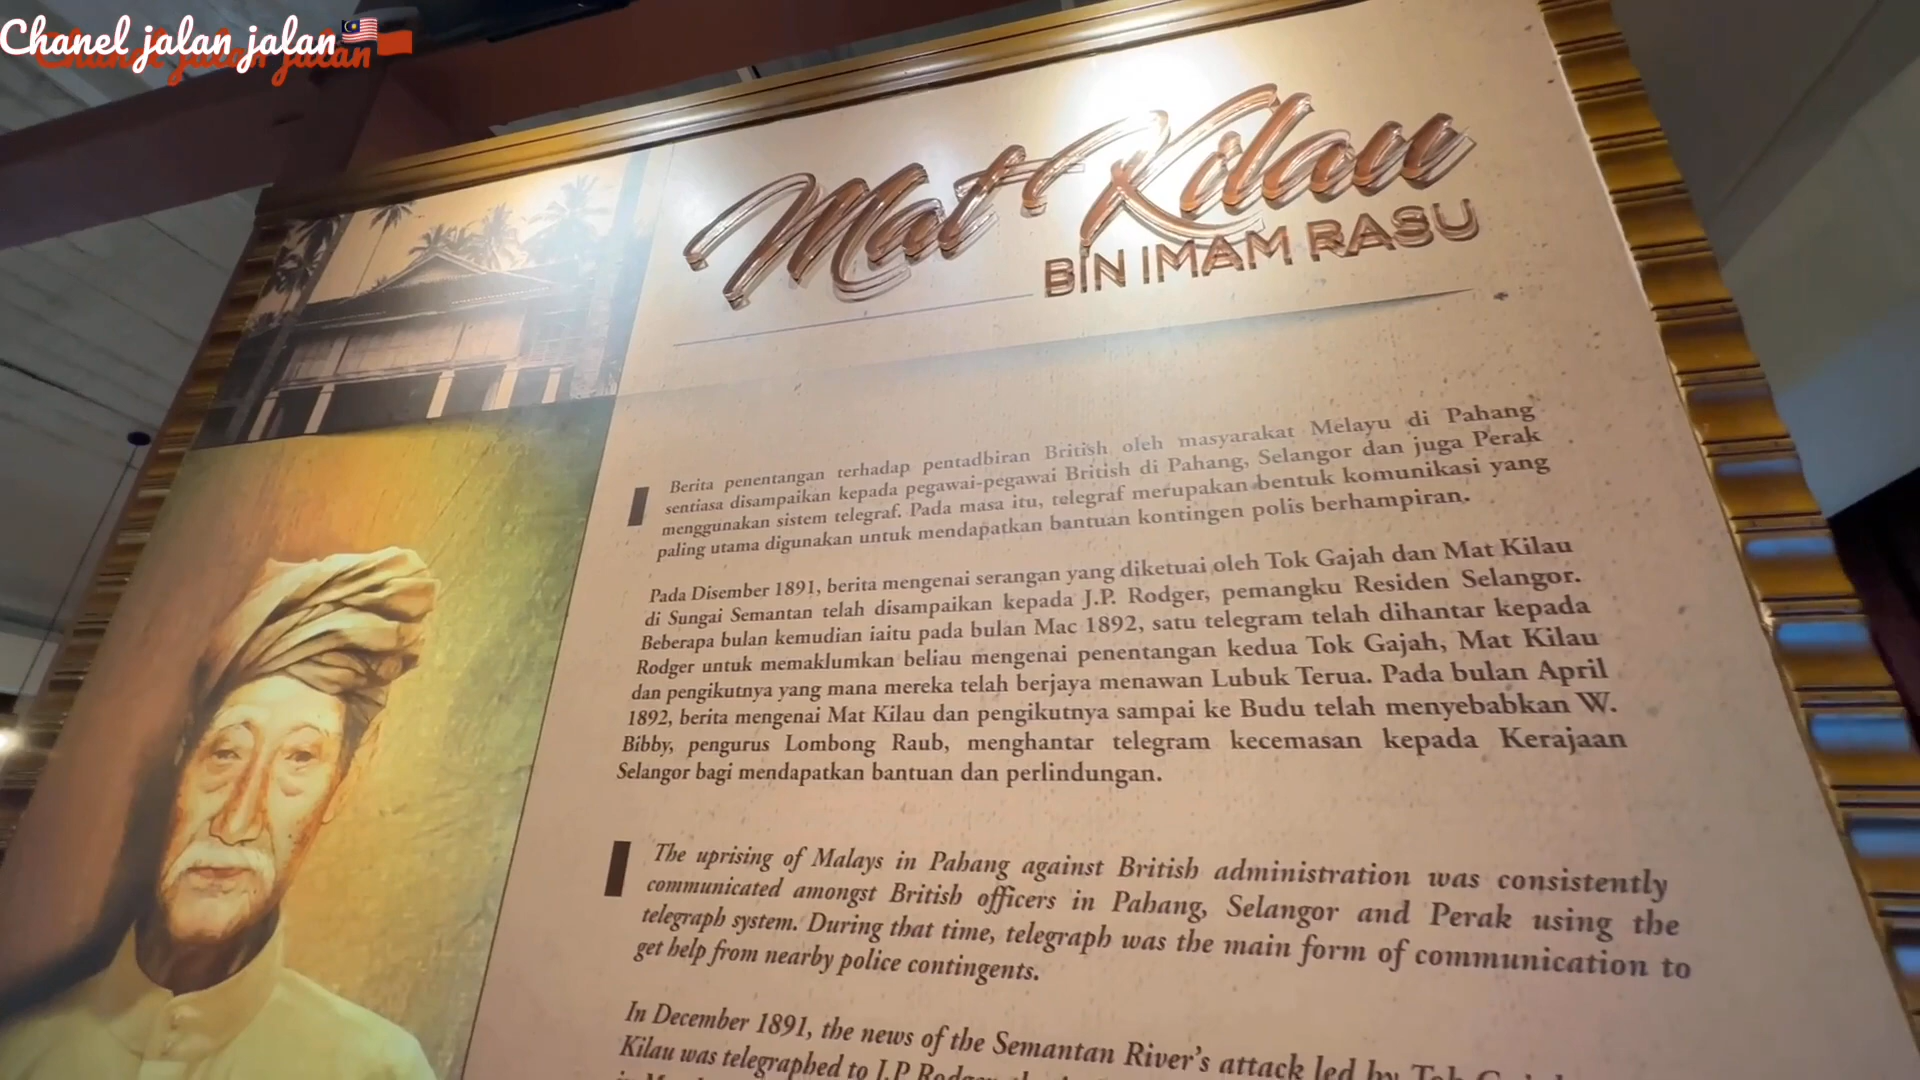 Chanel jalan jalan
Mat Kilau
BIN IMAM RASU
Berita penentangan terhadap pentadbiran British oleh masyarakat Melayu di Pahang
sentiasa disampaikan kepada pegawai-pegawai British di Pahang, Selangor dan juga Perak
menggunakan sistem telegraf. Pada masa itu, telegraf merupakan bentuk komunikasi yang
paling utama digunakan untuk mendapatkan bantuan kontingen polis berhampiran.
Pada Disember 1891, berita mengenai serangan yang diketuai oleh Tok Gajah dan Mat Kilau
di Sungai Semantan telah disampaikan kepada J.P. Rodger, pemangku Residen Selangor.
Beberapa bulan kemudian iaitu pada bulan Mac 1892, satu telegram telah dihantar kepada
Rodger untuk memaklumkan beliau mengenai penentangan kedua Tok Gajah, Mat Kilau
dan pengikutnya yang mana mereka telah berjaya menawan Lubuk Terua. Pada bulan April
1892, berita mengenai Mat Kilau dan pengikutnya sampai ke Budu telah menyebabkan W.
Bibby, pengurus Lombong Raub, menghantar telegram kecemasan kepada Kerajaan
Selangor bagi mendapatkan bantuan dan perlindungan.
The uprising of Malays in Pahang against British administration was consistently
communicated amongst British officers in Pahang, Selangor and Perak using the
telegraph system. During that time, telegraph was the main form of communication to
get help from nearby police contingents.
In December 1891, the news of the Semantan River's attack led by Tok
Kilau was telegraphed to J.P Rodger